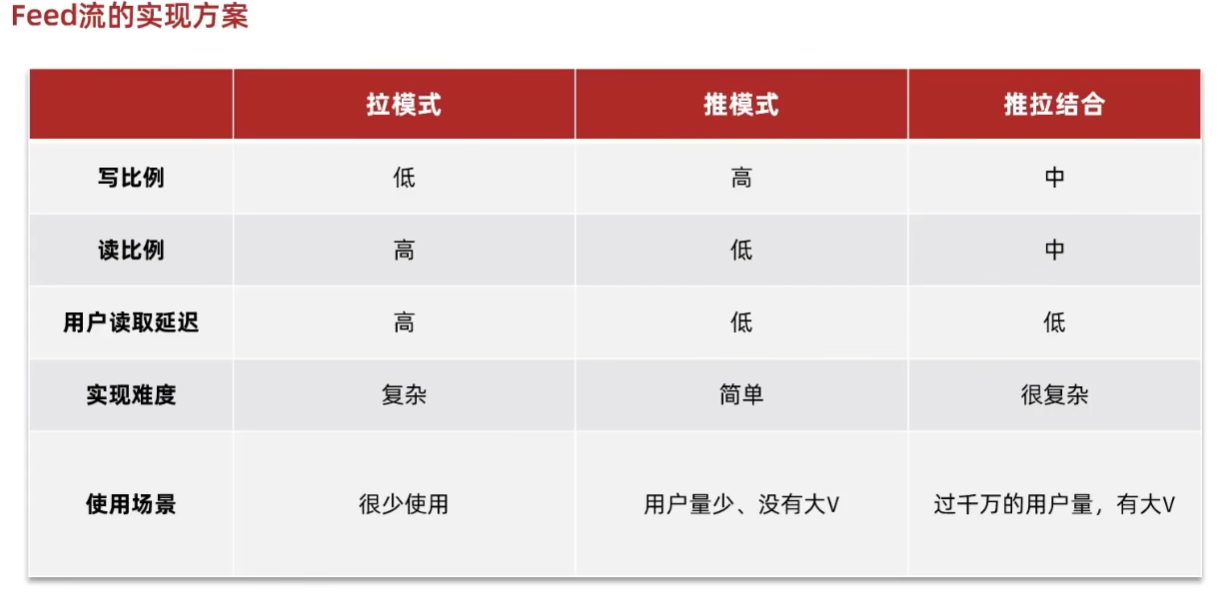 Feed流的实现方案
拉模式 推模式 推拉结合
写比例 低 高 中
读比例 高 低 中
用户读取延迟 高 低 低
实现难度 复杂 简单 很复杂
使用场景 很少使用 用户量少、没有大V 过千万的用户量，有大V